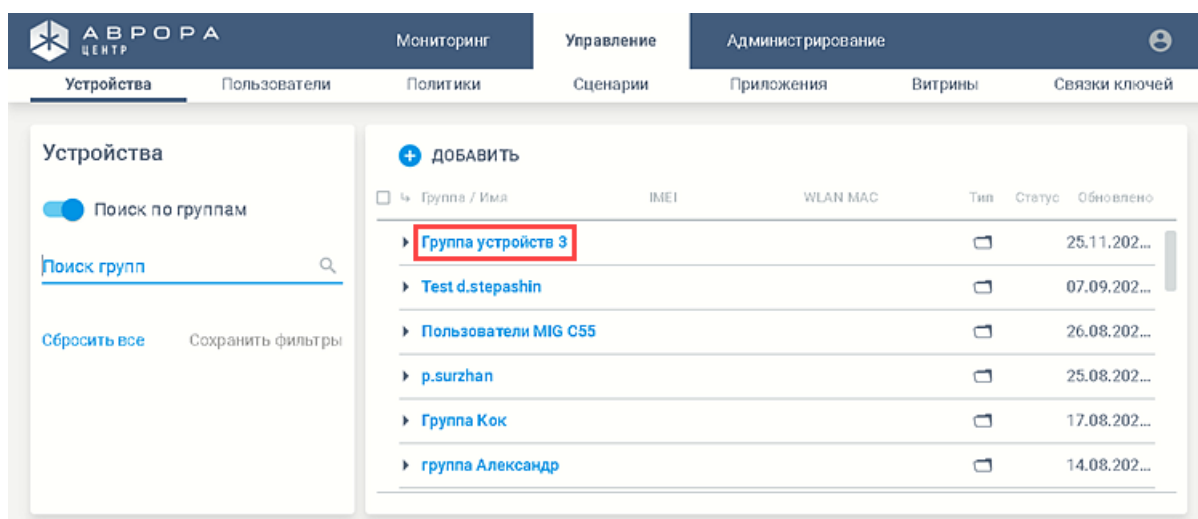 АВРОРА
ЦЕНТР
Мониторинг Управление Администрирование
Устройства Пользователи Политики Сценарии Приложения Витрины Связки ключей
Устройства
Поиск по группам
Поиск групп
Сбросить все Сохранить фильтры
ДОБАВИТЬ
Группа / Имя IMEI WLAN MAC Тип Статус Обновлено
Группа устройств 3 25.11.202...
Test d.stepashin 07.09.202...
Пользователи MIG C55 26.08.202...
p.surzhan 25.08.202...
Группа Кок 17.08.202...
группа Александр 14.08.202...